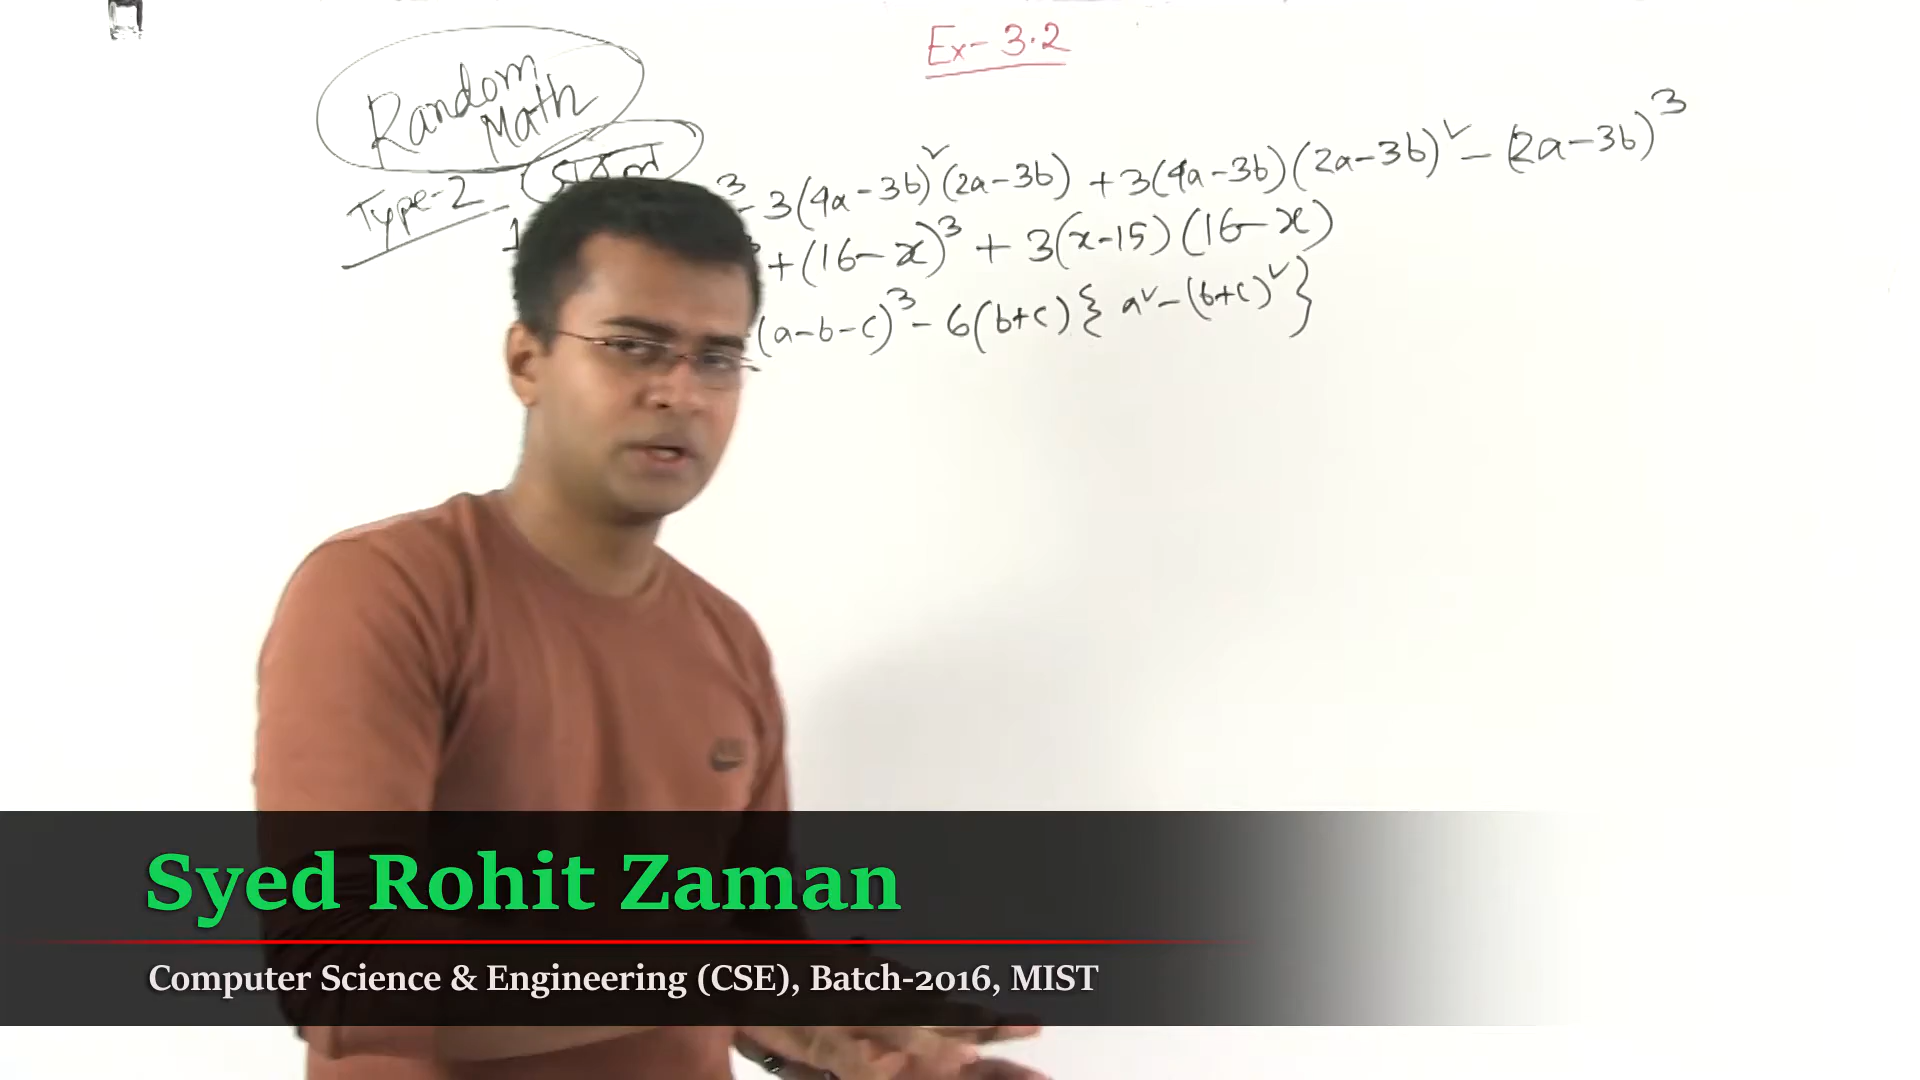 Ex- 3.2
Random
Math
Type-2
3 - 3(4a-3b)²(2a-3b) + 3(4a-3b)(2a-3b)² - (2a-3b)³
+(16-x)³ + 3(x-15)(16-x)
(a-b-c)³ - 6(b+c){a² - (b+c)²}
Syed Rohit Zaman
Computer Science & Engineering (CSE), Batch-2016, MIST